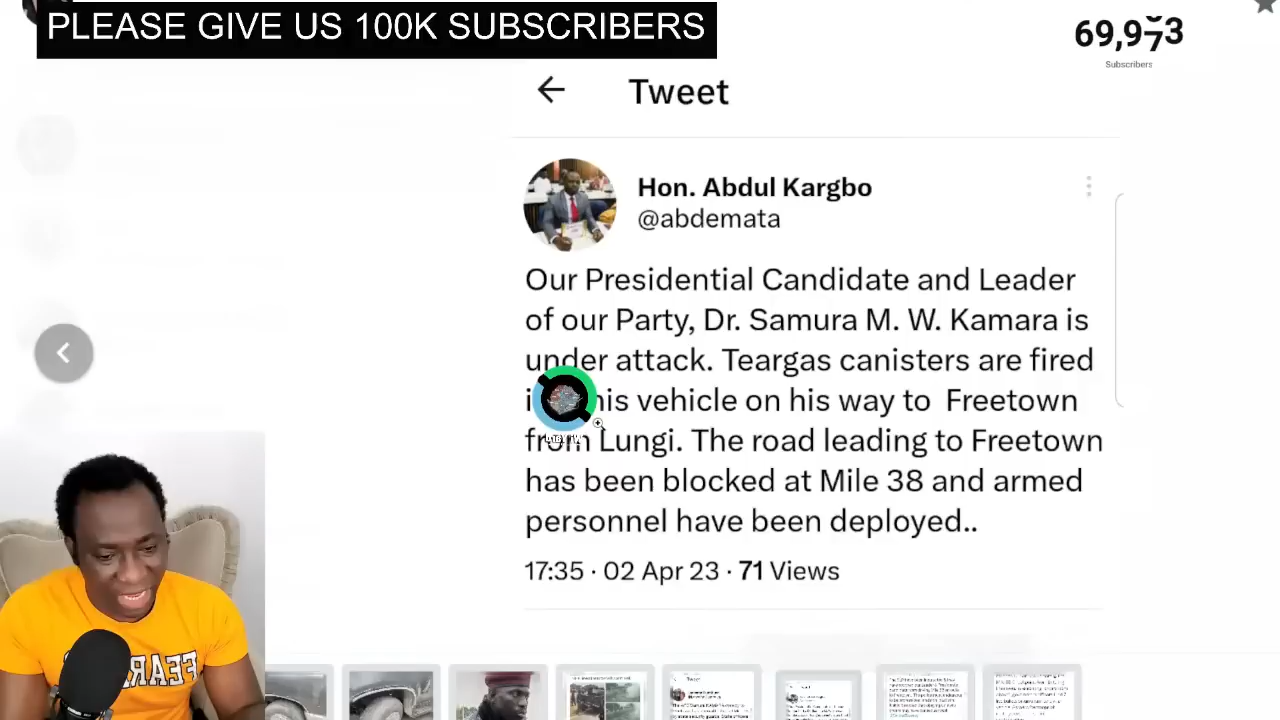 PLEASE GIVE US 100K SUBSCRIBERS
Subscribers
Tweet
Hon. Abdul Kargbo
@abdemata
Our Presidential Candidate and Leader
of our Party, Dr. Samura M. W. Kamara is
under attack. Teargas canisters are fired
his vehicle on his way to Freetown
from Lungi. The road leading to Freetown
has been blocked at Mile 38 and armed
personnel have been deployed..
17:35 · 02 Apr 23 · 71 Views